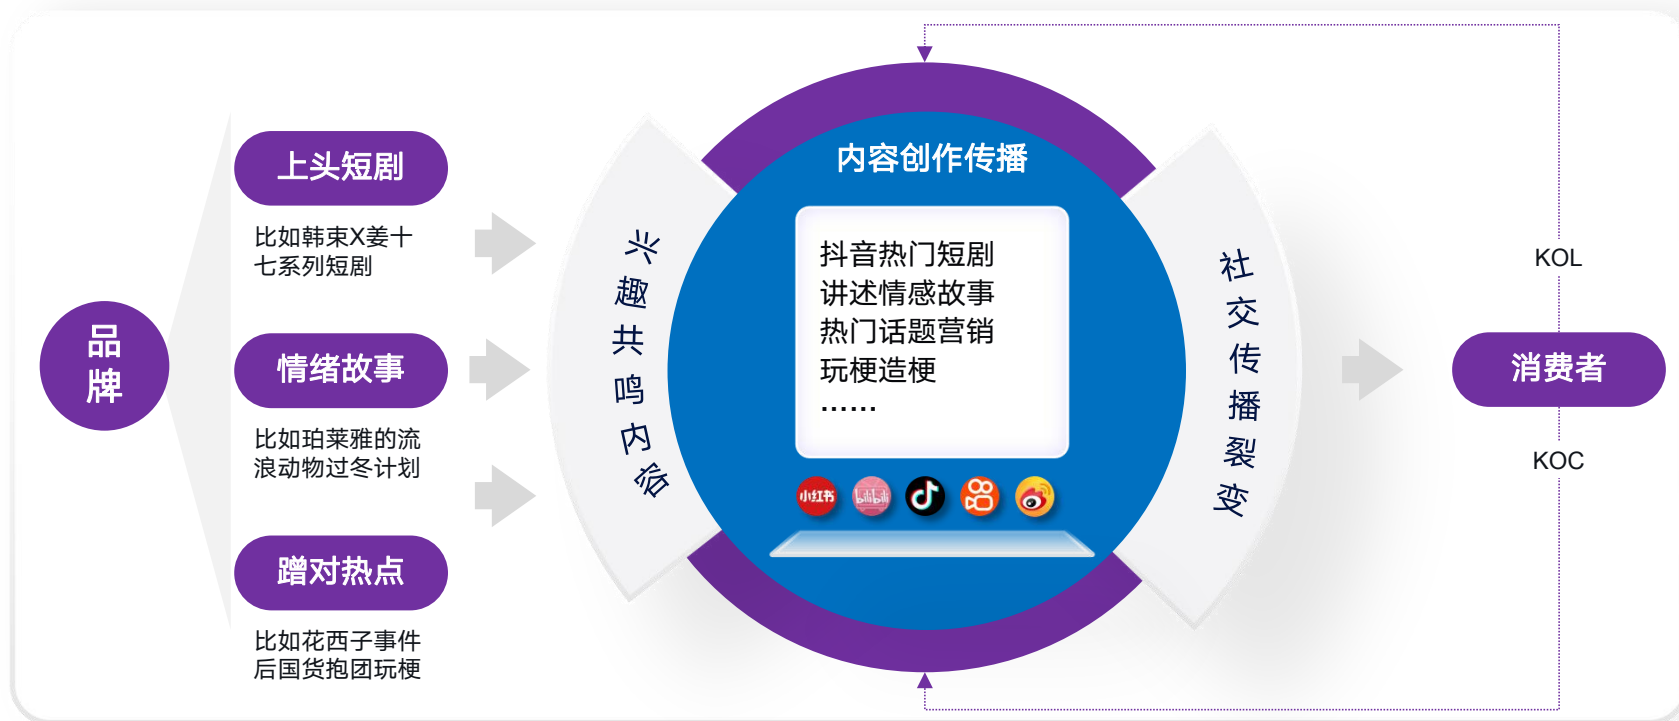 品
牌
上头短剧
比如韩束X姜十
七系列短剧
情绪故事
比如珀莱雅的流
浪动物过冬计划
蹭对热点
比如花西子事件
后国货抱团玩梗
兴趣共鸣内容
内容创作传播
抖音热门短剧
讲述情感故事
热门话题营销
玩梗造梗
......
小红书
bilibili
社交传播裂变
KOL
消费者
KOC